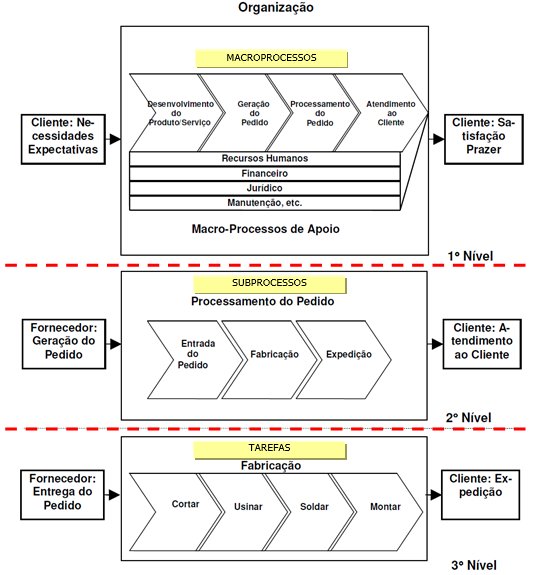 Organização
MACROPROCESSOS
Desenvolvimento
do
Produto/Serviço
Geração
do
Pedido
Processamento
do
Pedido
Atendimento
ao
Cliente
Cliente: Ne-
cessidades
Expectativas
Cliente: Sa-
tisfação
Prazer
Recursos Humanos
Financeiro
Jurídico
Manutenção, etc.
Macro-Processos de Apoio
1º Nível
SUBPROCESSOS
Processamento do Pedido
Fornecedor:
Geração do
Pedido
Entrada
do
Pedido
Fabricação
Expedição
Cliente: A-
tendimento
ao Cliente
2º Nível
TAREFAS
Fabricação
Fornecedor:
Entrega do
Pedido
Cortar
Usinar
Soldar
Montar
Cliente: Ex-
pedição
3º Nível